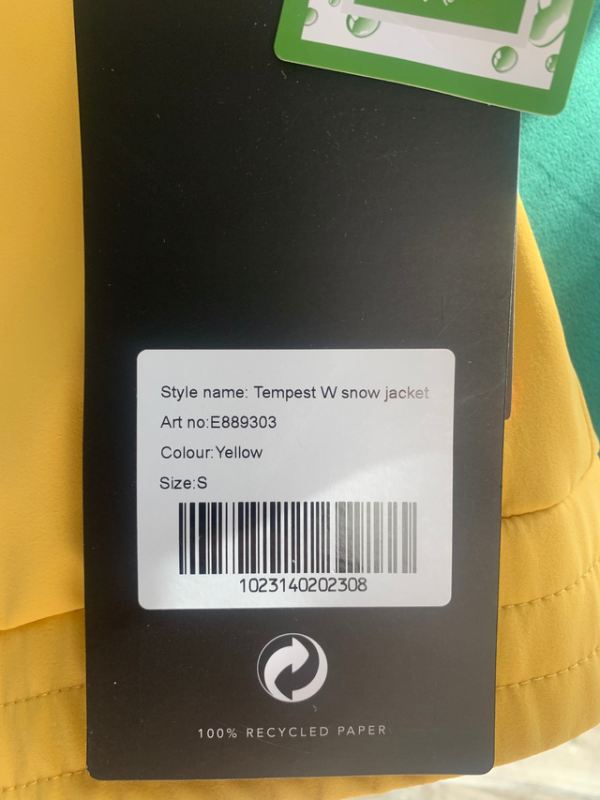 Style name: Tempest W snow jacket
Art no:E889303
Colour:Yellow
Size:S
1023140202308
100% RECYCLED PAPER